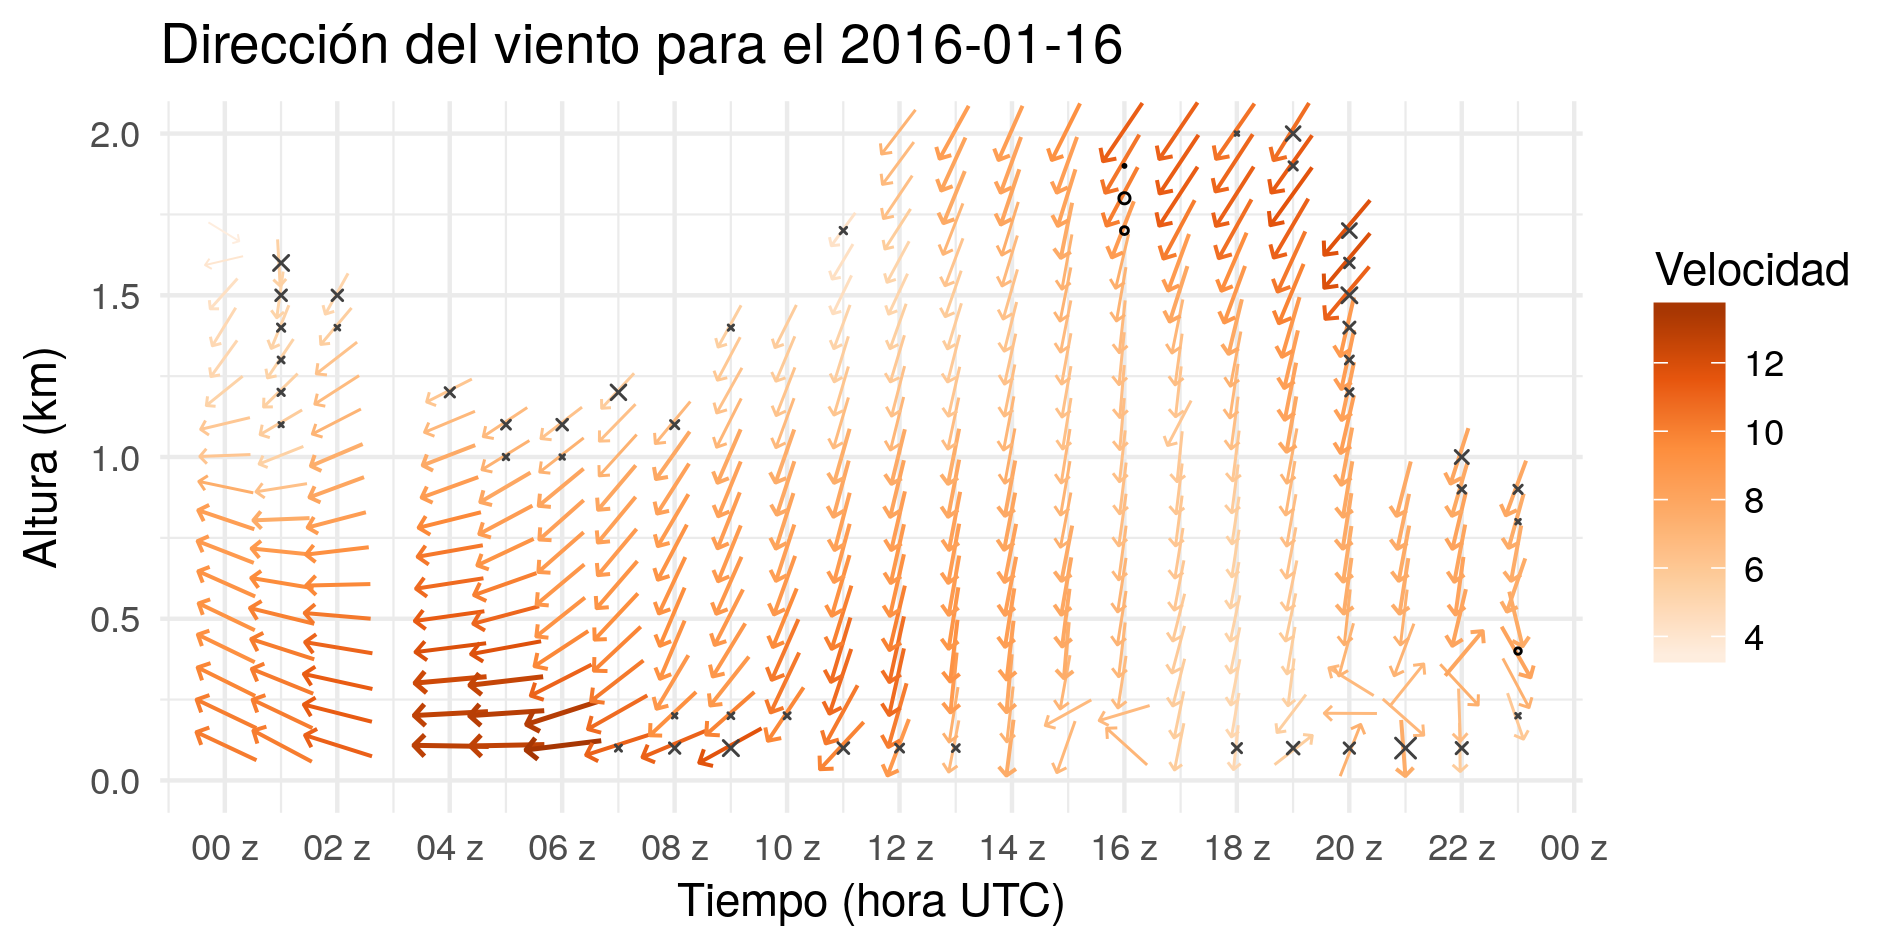 Dirección del viento para el 2016-01-16
2.0
1.5
1.0
0.5
0.0
Altura (km)
00 z 02 z 04 z 06 z 08 z 10 z 12 z 14 z 16 z 18 z 20 z 22 z 00 z
Tiempo (hora UTC)
Velocidad
12
10
8
6
4